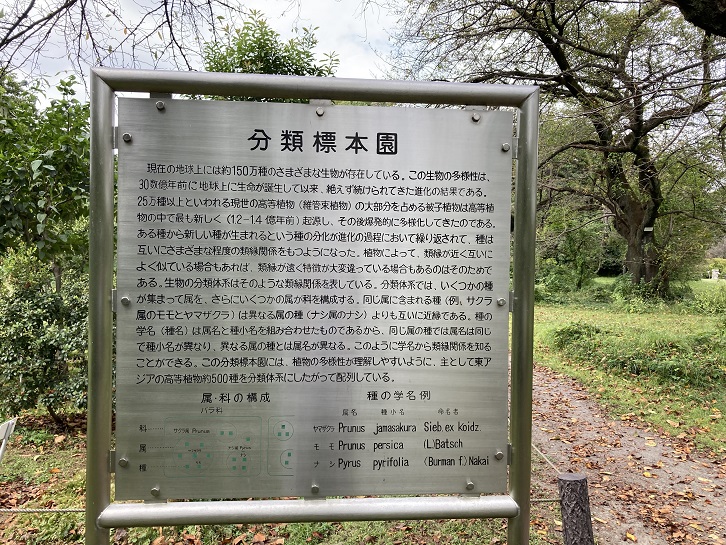 分類標本園
現在の地球上には約150万種のさまざまな生物が存在している。この生物の多様性は、
30数億年前に地球上に生命が誕生して以来、絶えず続けられてきた進化の結果である。
25万種以上といわれる現世の高等植物（維管束植物）の大部分を占める被子植物は高等植
物の中で最も新しく（1.2−1.4 億年前）起源し、その後爆発的に多様化してきたのである。
ある種から新しい種が生まれるという種の分化が進化の過程において繰り返されて、種は
互いにさまざまな程度の類縁関係をもつようになった。植物によって、類縁が近く互いに
よく似ている場合もあれば、類縁が遠く特徴が大変違っている場合もあるのはそのためで
ある。生物の分類体系はそのような類縁関係を表している。分類体系では、いくつかの種
が集まって属を、さらにいくつかの属が科を構成する。同じ属に含まれる種（例。サクラ
属のモモとヤマザクラ）は異なる属の種（ナシ属のナシ）よりも互いに近縁である。種の
学名（種名）は属名と種小名を組み合わせたものであるから、同じ属の種では属名は同じ
で種小名が異なり、異なる属の種とは属名が異なる。このように学名から類縁関係を知る
ことができる。この分類標本園には、植物の多様性が理解しやすいように、主として東ア
ジアの高等植物約500種を分類体系にしたがって配列している。
属・科の構成
バラ科
科
サクラ属 Prunus
属
種
種の学名例
属名 種小名 命名者
ヤマザクラ Prunus jamasakura Sieb.ex koidz.
モモ Prunus persica (L)Batsch
ナシ Pyrus pyrifolia (Burman f.)Nakai